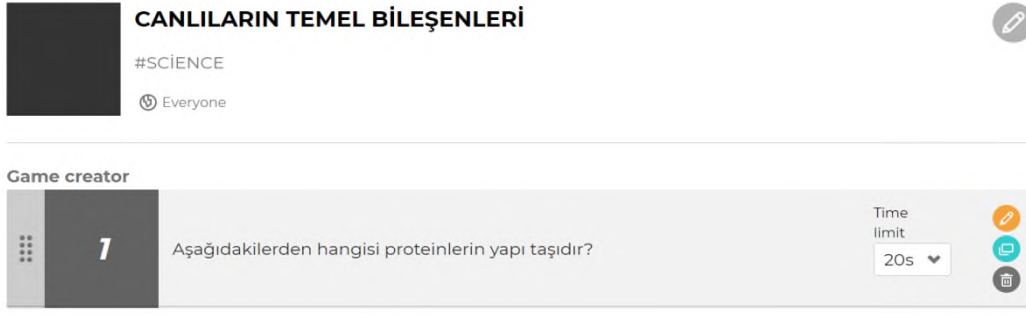 CANLILARIN TEMEL BİLEŞENLERİ
#SCİENCE
Everyone
Game creator
1
Aşağıdakilerden hangisi proteinlerin yapı taşıdır?
Time
limit
20s